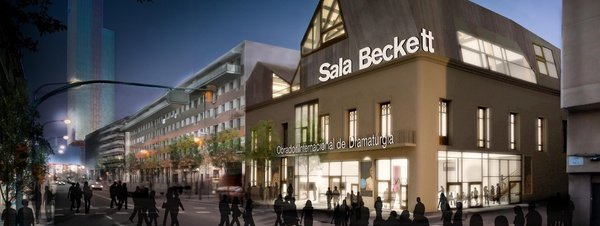 Sala Beckett
Obrador Internacional de Dramatúrgia